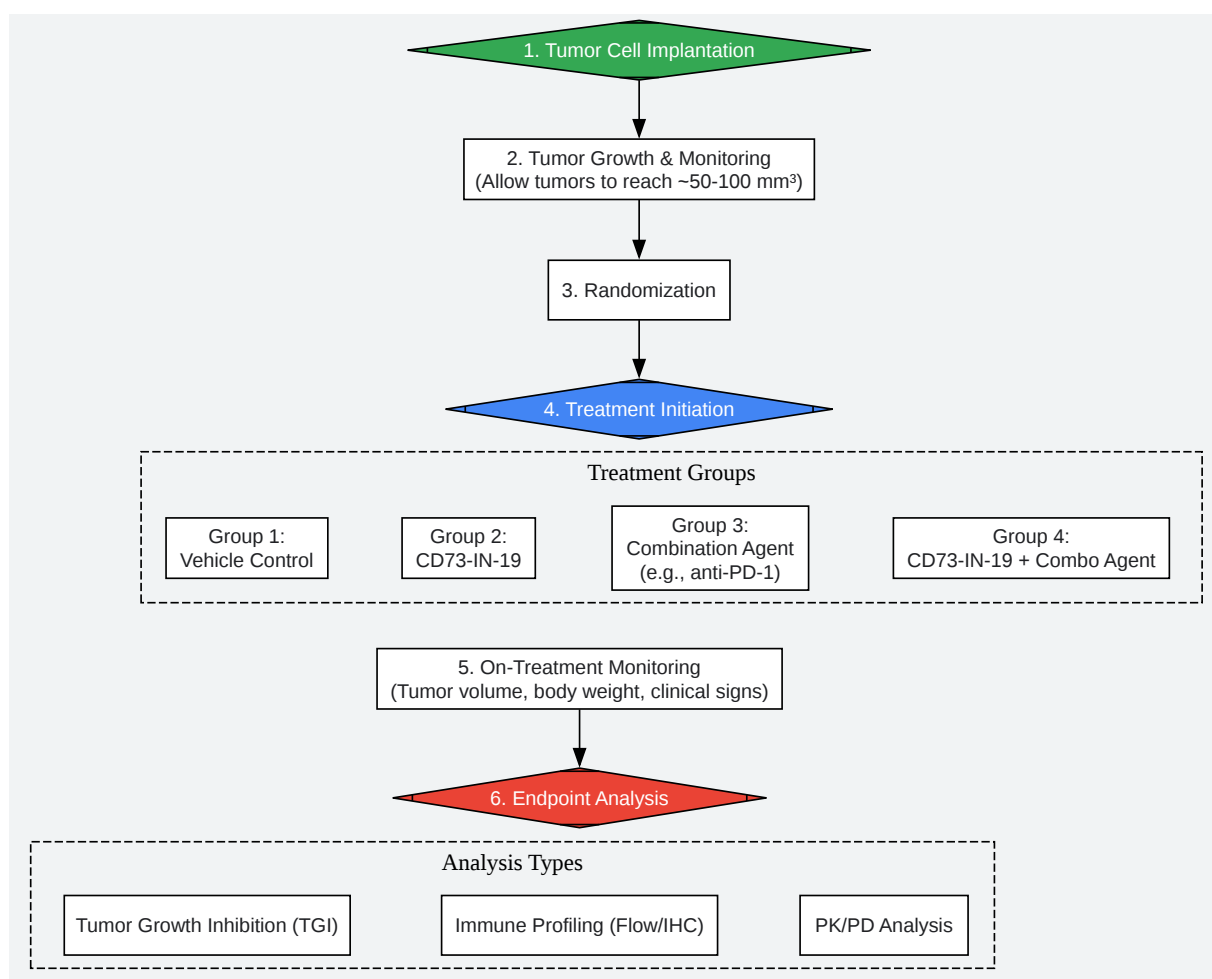 1. Tumor Cell Implantation
2. Tumor Growth & Monitoring
(Allow tumors to reach ~50-100 mm³)
3. Randomization
4. Treatment Initiation
Treatment Groups
Group 1:
Vehicle Control
Group 2:
CD73-IN-19
Group 3:
Combination Agent
(e.g., anti-PD-1)
Group 4:
CD73-IN-19 + Combo Agent
5. On-Treatment Monitoring
(Tumor volume, body weight, clinical signs)
6. Endpoint Analysis
Analysis Types
Tumor Growth Inhibition (TGI)
Immune Profiling (Flow/IHC)
PK/PD Analysis